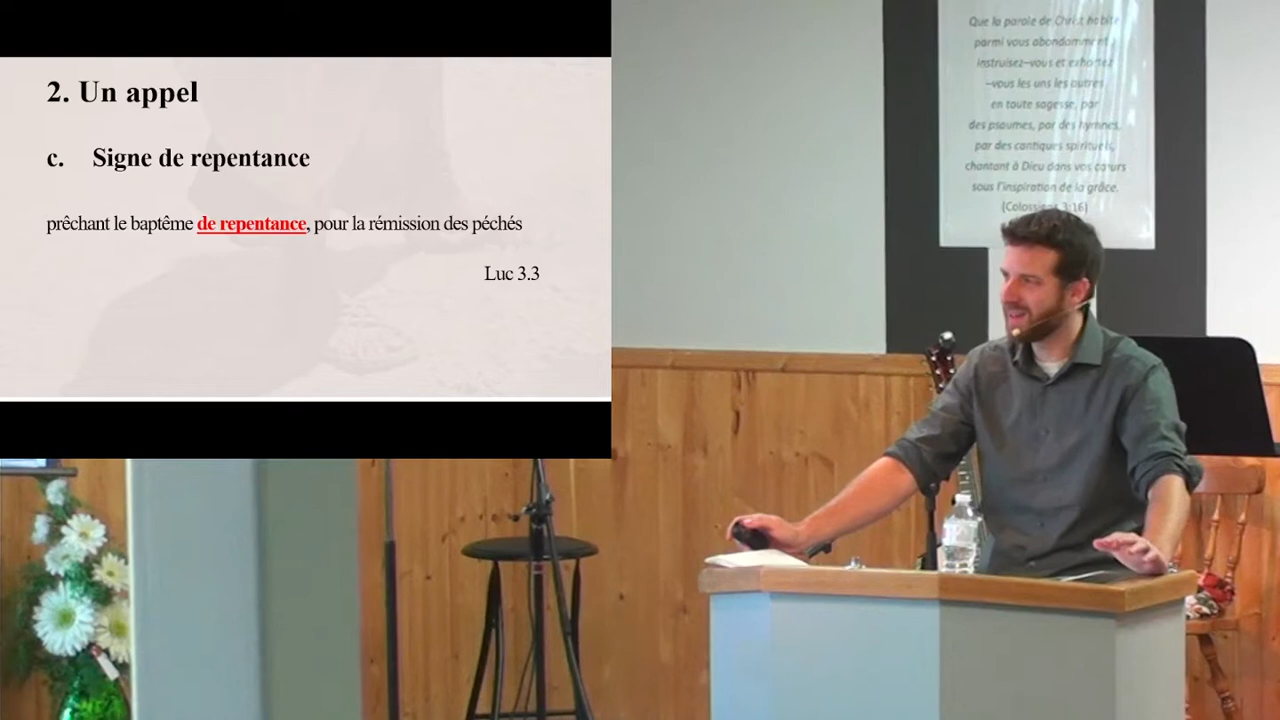 2. Un appel
c. Signe de repentance
prêchant le baptême de repentance, pour la rémission des péchés
Luc 3.3
Que la parole de Christ habite
parmi vous abondamment,
instruisez-vous et exhortez
-vous les uns les autres
en toute sagesse, par
des psaumes, par des hymnes,
par des cantiques spirituels,
chantant à Dieu dans vos cœurs
sous l'inspiration de la grâce.
(Colossiens 3:16)